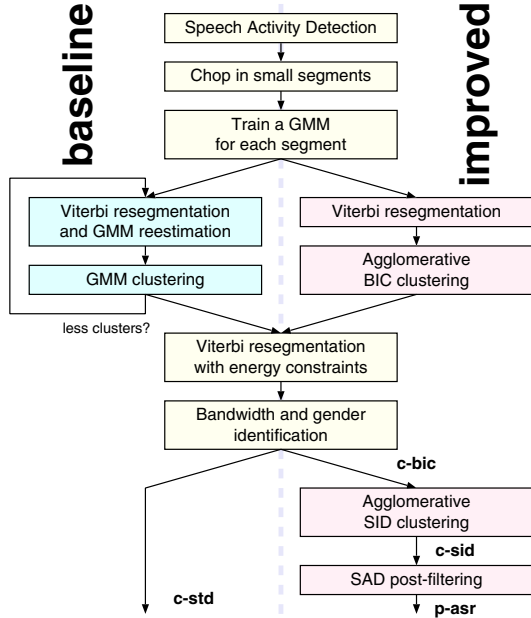 baseline
improved
Speech Activity Detection
Chop in small segments
Train a GMM
for each segment
Viterbi resegmentation
and GMM reestimation
GMM clustering
less clusters?
Viterbi resegmentation
Agglomerative
BIC clustering
Viterbi resegmentation
with energy constraints
Bandwidth and gender
identification
c-bic
Agglomerative
SID clustering
c-sid
SAD post-filtering
c-std
p-asr